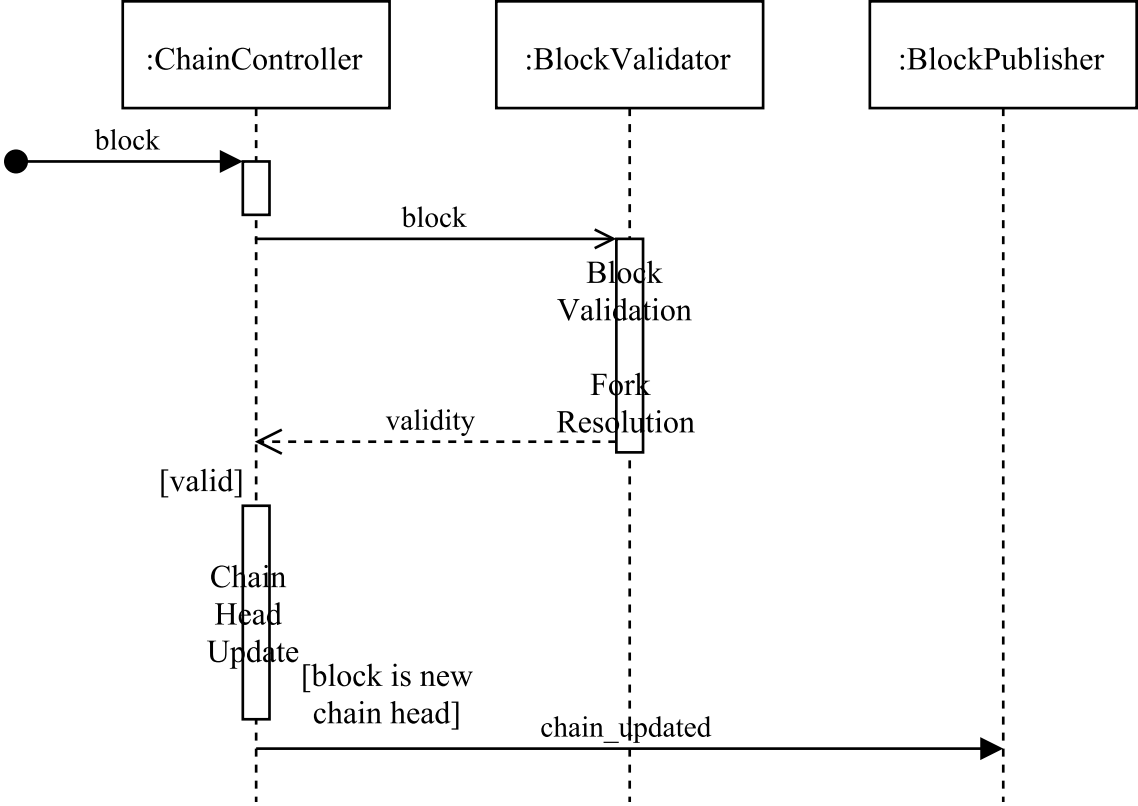 :ChainController
:BlockValidator
:BlockPublisher
block
block
Block
Validation
Fork
Resolution
validity
[valid]
Chain
Head
Update
[block is new
chain head]
chain_updated